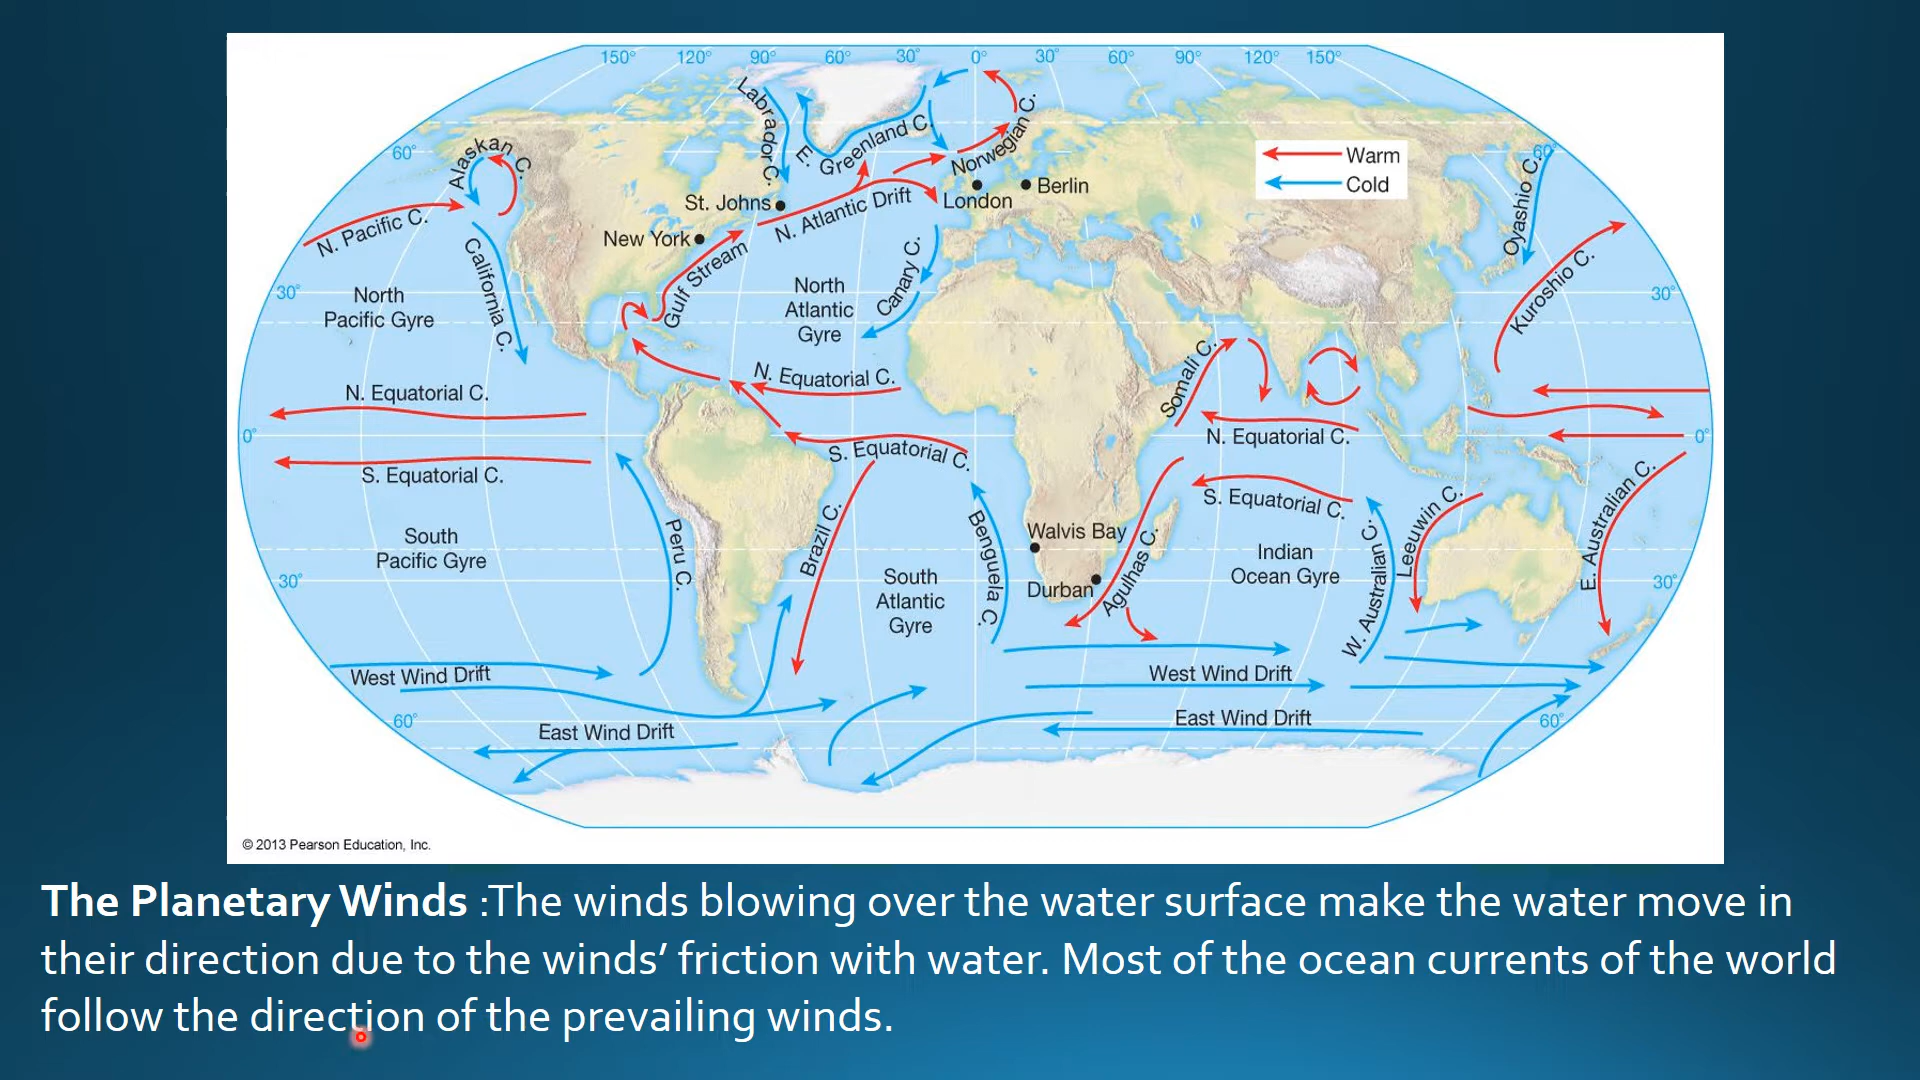 150° 120° 90° 60° 30° 0° 30° 60° 90° 120° 150°
Labrador C.
E. Greenland C.
Norwegian C.
60°
Alaskan C.
Warm
Cold
60°
Oyashio C.
St. Johns
London
Berlin
N. Pacific C.
N. Atlantic Drift
New York
Gulf Stream
California C.
Canary C.
Kuroshio C.
30°
North
Pacific Gyre
North
Atlantic
Gyre
30°
N. Equatorial C.
N. Equatorial C.
Somali C.
0°
N. Equatorial C.
0°
S. Equatorial C.
S. Equatorial C.
S. Equatorial C.
South
Pacific Gyre
Peru C.
Brazil C.
Benguela C.
Walvis Bay
Durban
Agulhas C.
Indian
Ocean Gyre
W. Australian C.
Leeuwin C.
E. Australian C.
30°
South
Atlantic
Gyre
30°
West Wind Drift
West Wind Drift
60°
East Wind Drift
East Wind Drift
60°
© 2013 Pearson Education, Inc.
The Planetary Winds :The winds blowing over the water surface make the water move in
their direction due to the winds’ friction with water. Most of the ocean currents of the world
follow the direction of the prevailing winds.